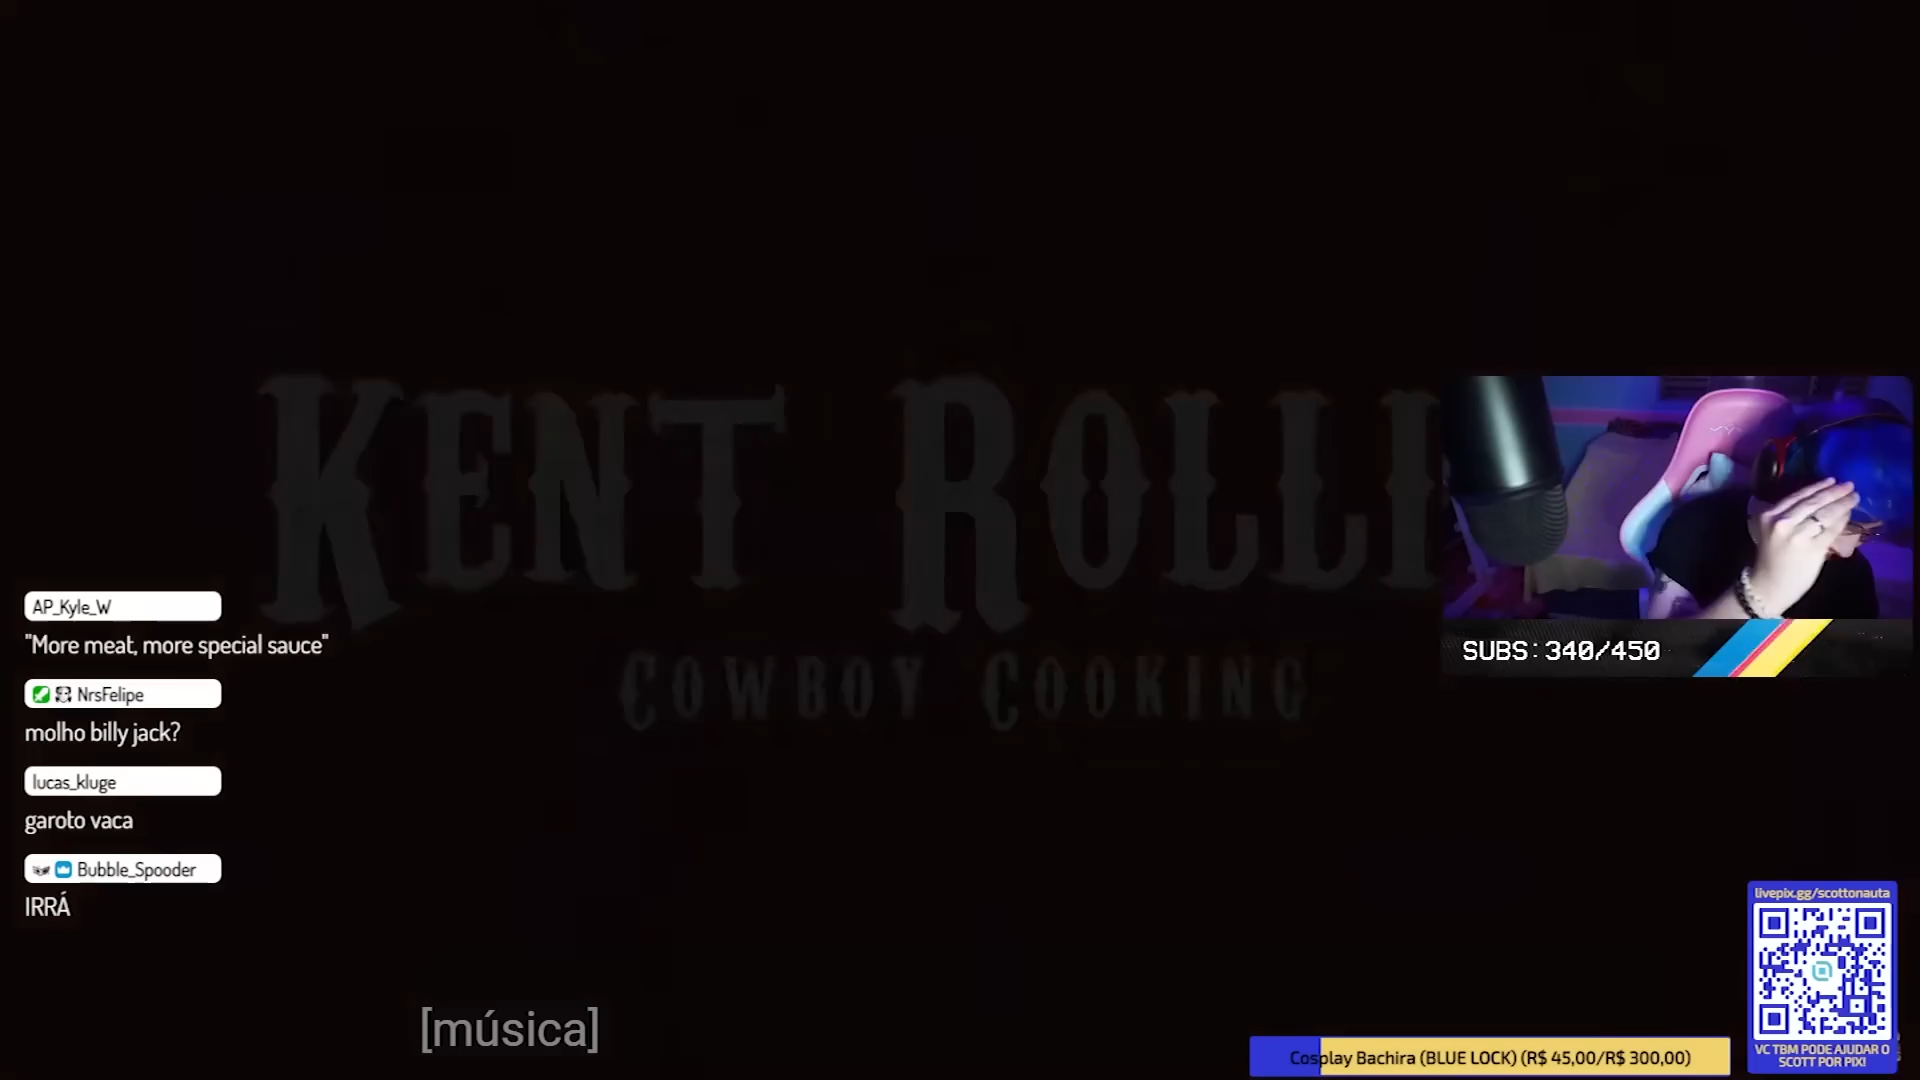 KENT ROLLI
COWBOY COOKING
AP_Kyle_W
"More meat, more special sauce"
NrsFelipe
molho billy jack?
lucas_kluge
garoto vaca
Bubble_Spooder
IRRÁ
[música]
SUBS: 340/450
livepix.gg/scottonauta
VC TBM PODE AJUDAR O
SCOTT POR PIX!
Cosplay Bachira (BLUE LOCK) (R$ 45,00/R$ 300,00)